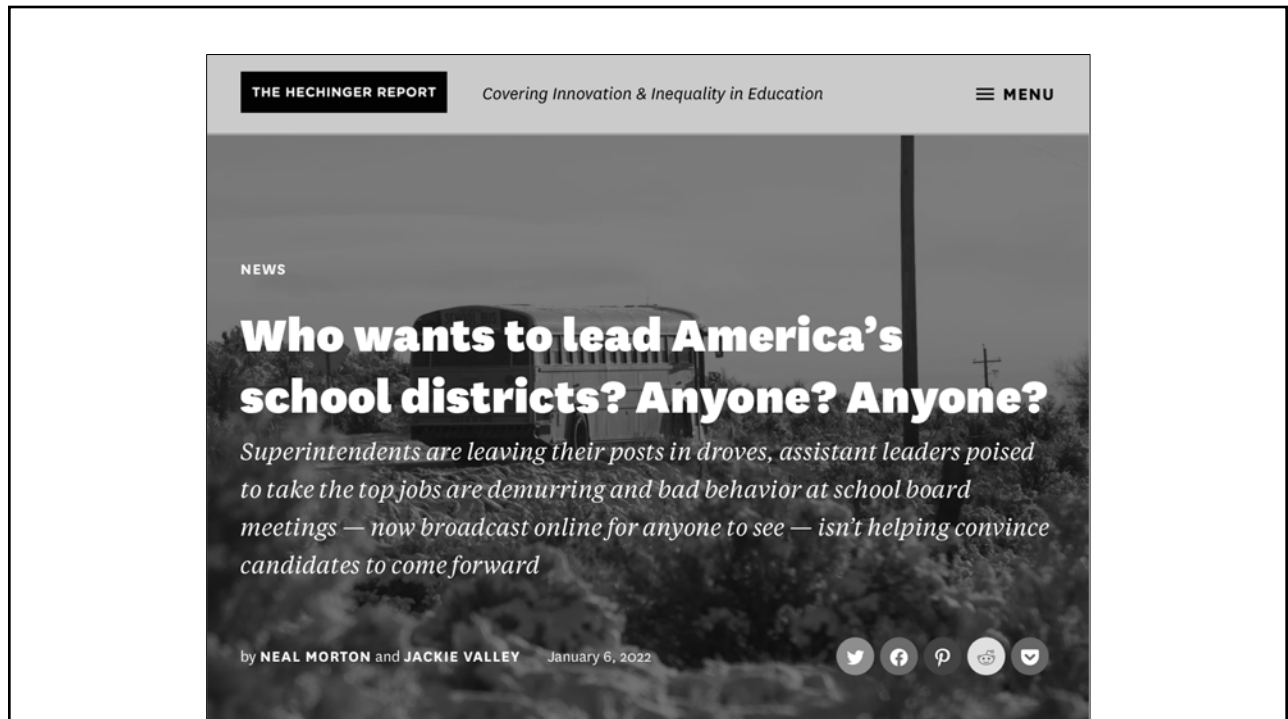 THE HECHINGER REPORT
Covering Innovation & Inequality in Education
MENU
NEWS
Who wants to lead America’s
school districts? Anyone? Anyone?
Superintendents are leaving their posts in droves, assistant leaders poised
to take the top jobs are demurring and bad behavior at school board
meetings — now broadcast online for anyone to see — isn’t helping convince
candidates to come forward
by NEAL MORTON and JACKIE VALLEY January 6, 2022